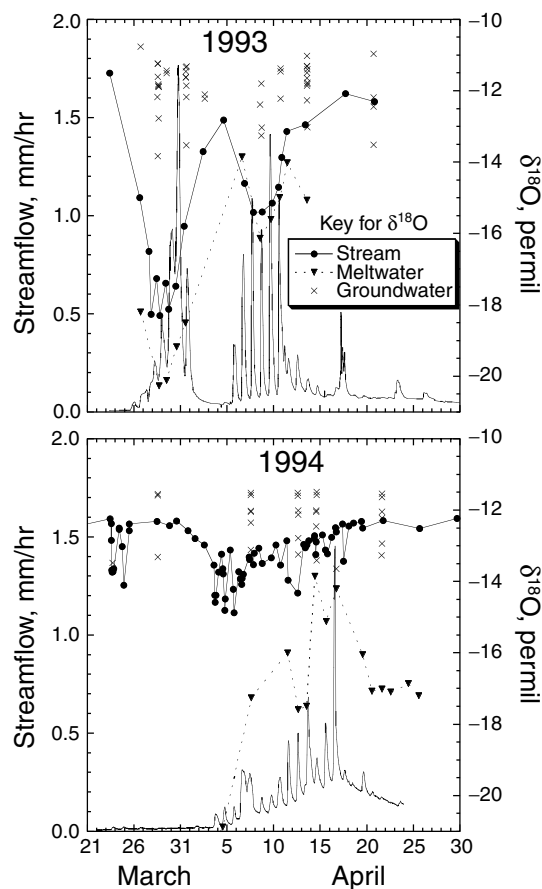 1993
Streamflow, mm/hr
2.0
1.5
1.0
0.5
0.0
δ18O, permil
−10
−12
−14
−16
−18
−20
Key for δ18O
Stream
Meltwater
Groundwater
1994
Streamflow, mm/hr
2.0
1.5
1.0
0.5
0.0
δ18O, permil
−10
−12
−14
−16
−18
−20
21 26 31 5 10 15 20 25 30
March April